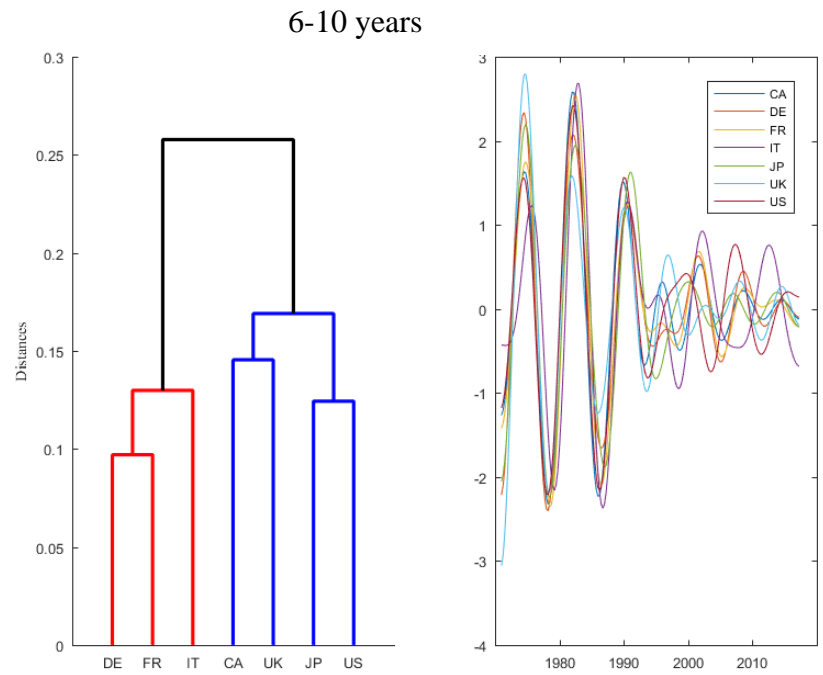 6-10 years
0.3
0.25
0.2
0.15
0.1
0.05
0
Distances
DE FR IT CA UK JP US
3
2
1
0
-1
-2
-3
-4
1980 1990 2000 2010
CA
DE
FR
IT
JP
UK
US